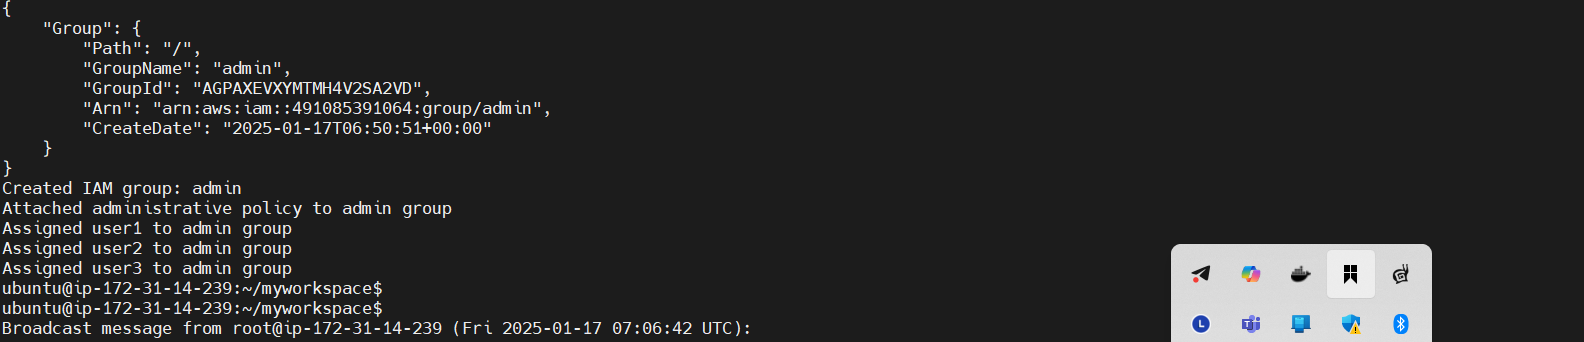 {
    "Group": {
        "Path": "/",
        "GroupName": "admin",
        "GroupId": "AGPAXEVXYMTMH4V2SA2VD",
        "Arn": "arn:aws:iam::491085391064:group/admin",
        "CreateDate": "2025-01-17T06:50:51+00:00"
    }
}
Created IAM group: admin
Attached administrative policy to admin group
Assigned user1 to admin group
Assigned user2 to admin group
Assigned user3 to admin group
ubuntu@ip-172-31-14-239:~/myworkspace$
ubuntu@ip-172-31-14-239:~/myworkspace$
Broadcast message from root@ip-172-31-14-239 (Fri 2025-01-17 07:06:42 UTC):
L